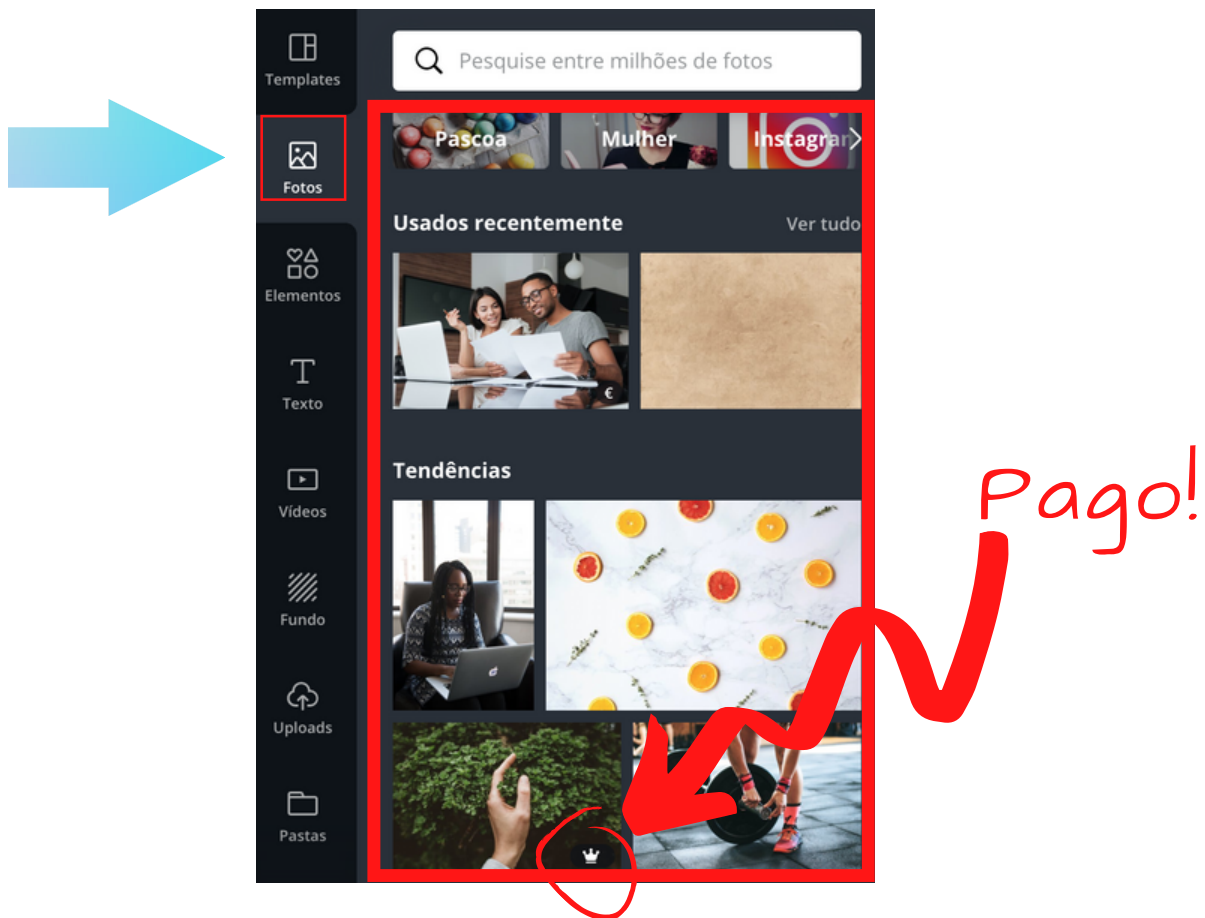 Templates
Fotos
Elementos
Texto
Vídeos
Fundo
Uploads
Pastas
Pesquise entre milhões de fotos
Pascoa
Mulher
Instagram
Usados recentemente
Ver tudo
€
Tendências
Pago!